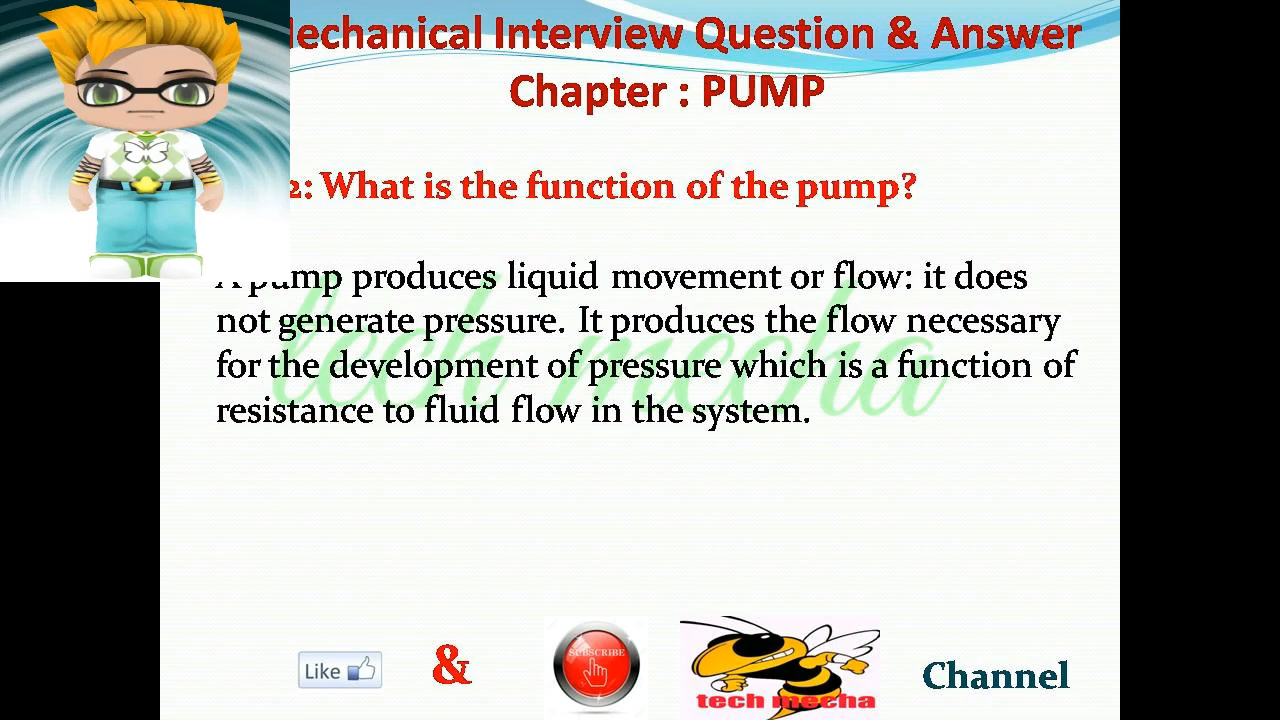 Mechanical Interview Question & Answer
Chapter : PUMP
2: What is the function of the pump?
A pump produces liquid movement or flow: it does
not generate pressure. It produces the flow necessary
for the development of pressure which is a function of
resistance to fluid flow in the system.
tech mecha
Like
&
SUBSCRIBE
tech mecha
Channel